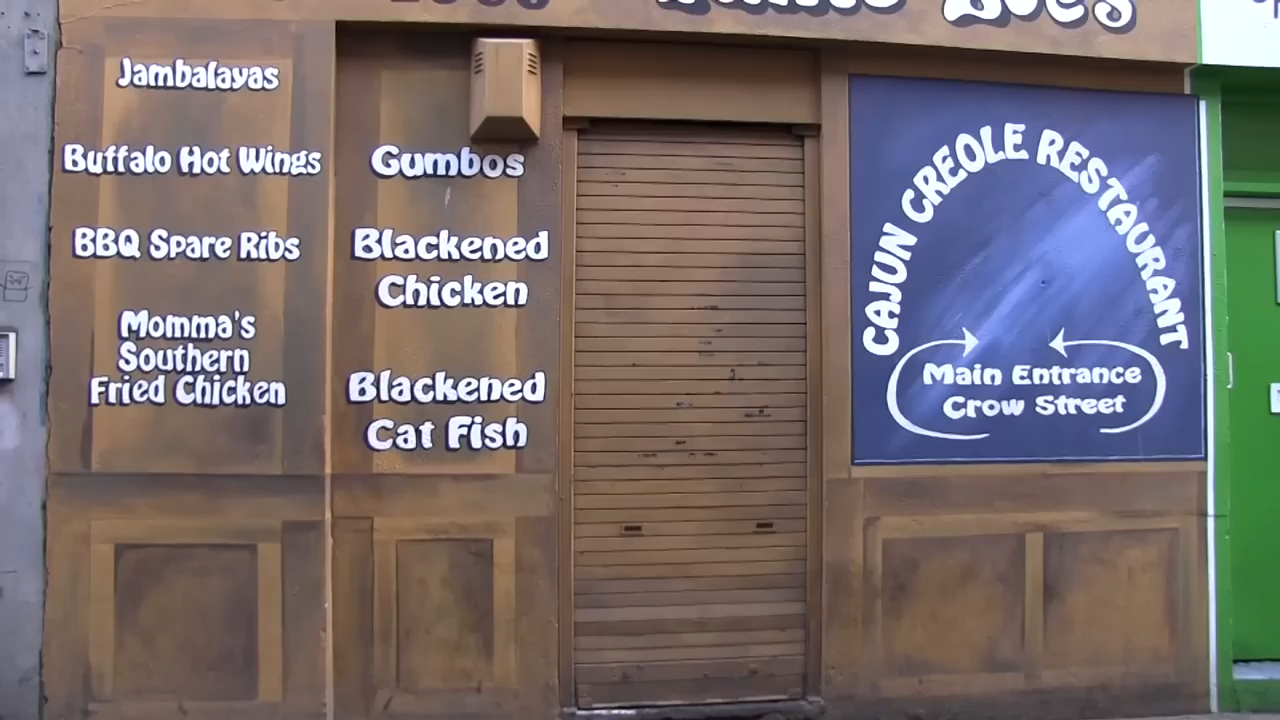 Zoe's
Jambalayas
Buffalo Hot Wings
BBQ Spare Ribs
Momma's
Southern
Fried Chicken
Gumbos
Blackened
Chicken
Blackened
Cat Fish
CAJUN CREOLE RESTAURANT
Main Entrance
Crow Street